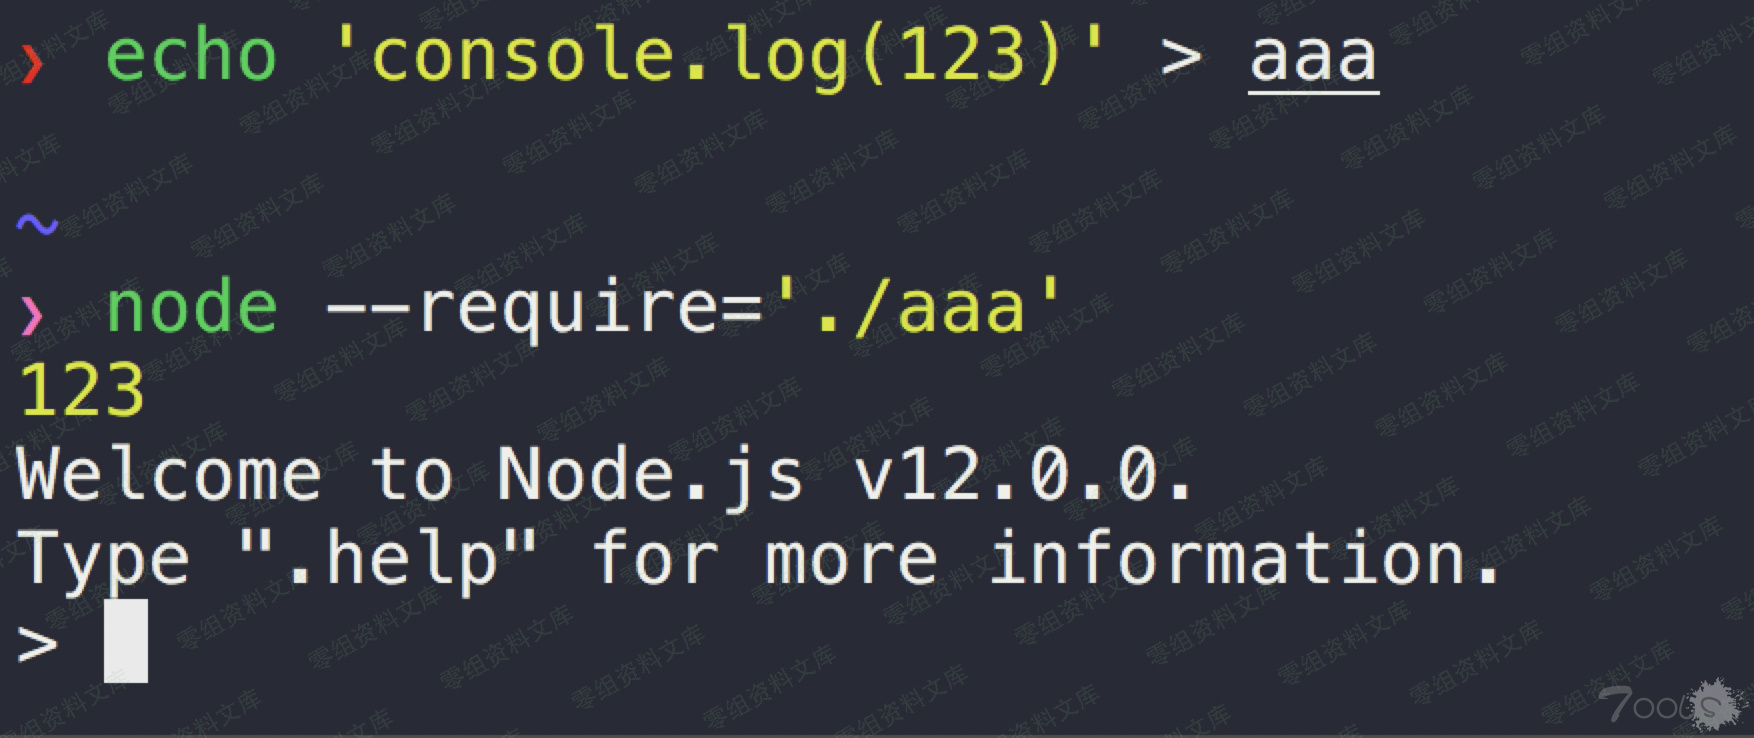 ❯ echo 'console.log(123)' > aaa
~
❯ node --require='./aaa'
123
Welcome to Node.js v12.0.0.
Type ".help" for more information.
>
零组资料文库
7ools